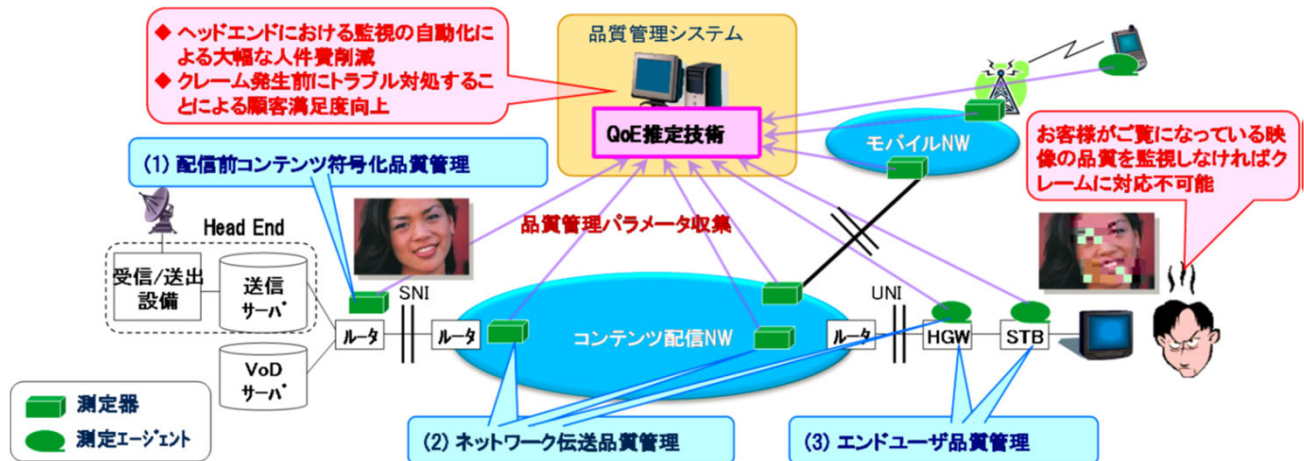 ◆ ヘッドエンドにおける監視の自動化に
よる大幅な人件費削減
◆ クレーム発生前にトラブル対処するこ
とによる顧客満足度向上
品質管理システム
QoE推定技術
モバイルNW
お客様がご覧になっている映
像の品質を監視しなければク
レームに対応不可能
(1) 配信前コンテンツ符号化品質管理
品質管理パラメータ収集
Head End
受信/送出
設備
送信
サーバ
VoD
サーバ
ルータ
SNI
ルータ
コンテンツ配信NW
ルータ
UNI
HGW
STB
測定器
測定エージェント
(2) ネットワーク伝送品質管理
(3) エンドユーザ品質管理